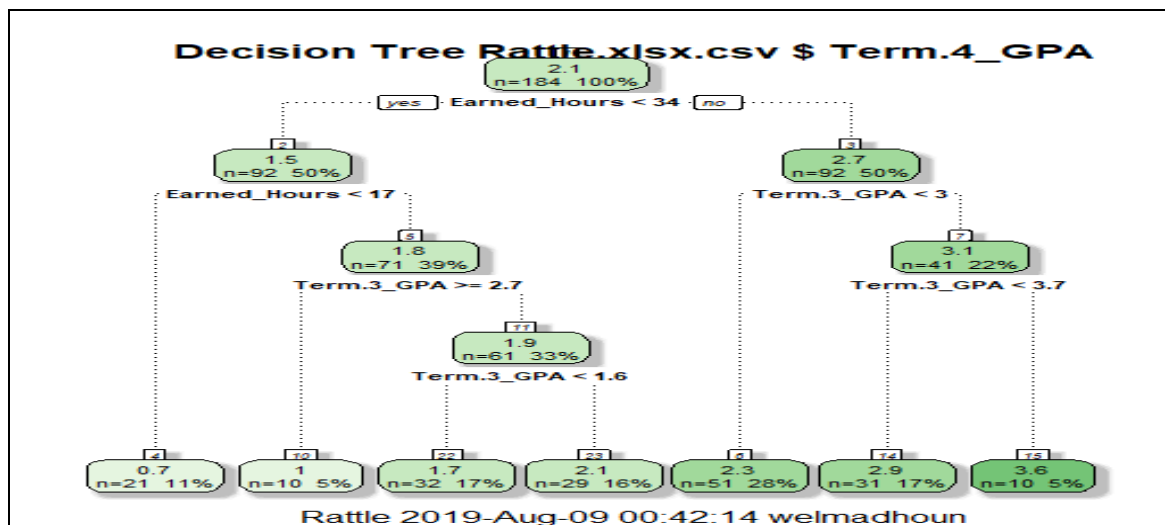 Decision Tree Rattle.xlsx.csv $ Term.4_GPA
2.1
n=184 100%
yes Earned_Hours < 34 no
2
1.5
n=92 50%
3
2.7
n=92 50%
Earned_Hours < 17
Term.3_GPA < 3
5
1.8
n=71 39%
7
3.1
n=41 22%
Term.3_GPA >= 2.7
Term.3_GPA < 3.7
11
1.9
n=61 33%
Term.3_GPA < 1.6
4
0.7
n=21 11%
10
1
n=10 5%
22
1.7
n=32 17%
23
2.1
n=29 16%
6
2.3
n=51 28%
14
2.9
n=31 17%
15
3.6
n=10 5%
Rattle 2019-Aug-09 00:42:14 welmadhoun